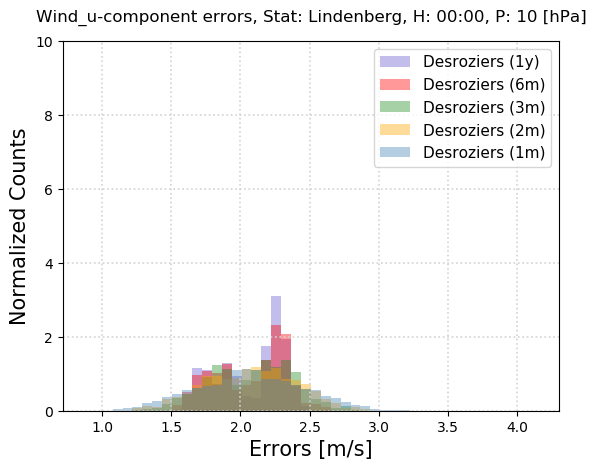 Wind_u-component errors, Stat: Lindenberg, H: 00:00, P: 10 [hPa]
Normalized Counts
10
8
6
4
2
0
Desroziers (1y)
Desroziers (6m)
Desroziers (3m)
Desroziers (2m)
Desroziers (1m)
1.0 1.5 2.0 2.5 3.0 3.5 4.0
Errors [m/s]